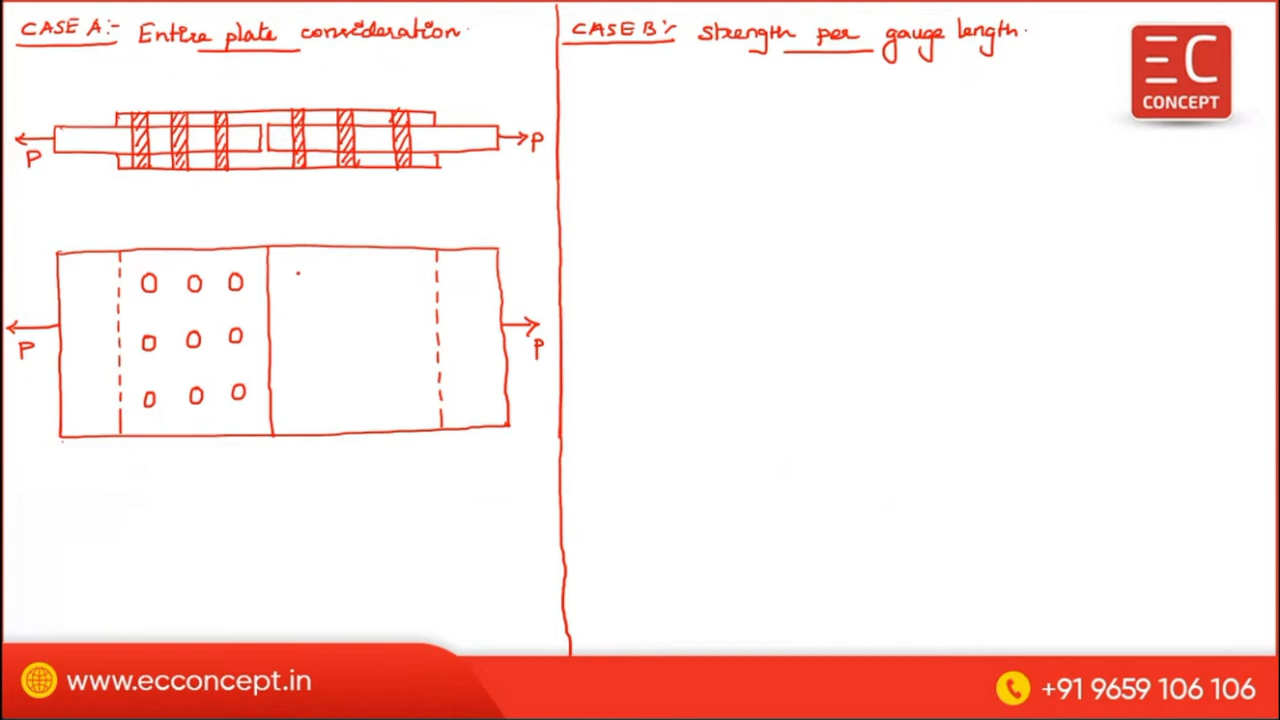 CASE A:- Entire plate consideration.
P
P
P
P
CASE B:- strength per gauge length.
EC
CONCEPT
www.ecconcept.in
+91 9659 106 106